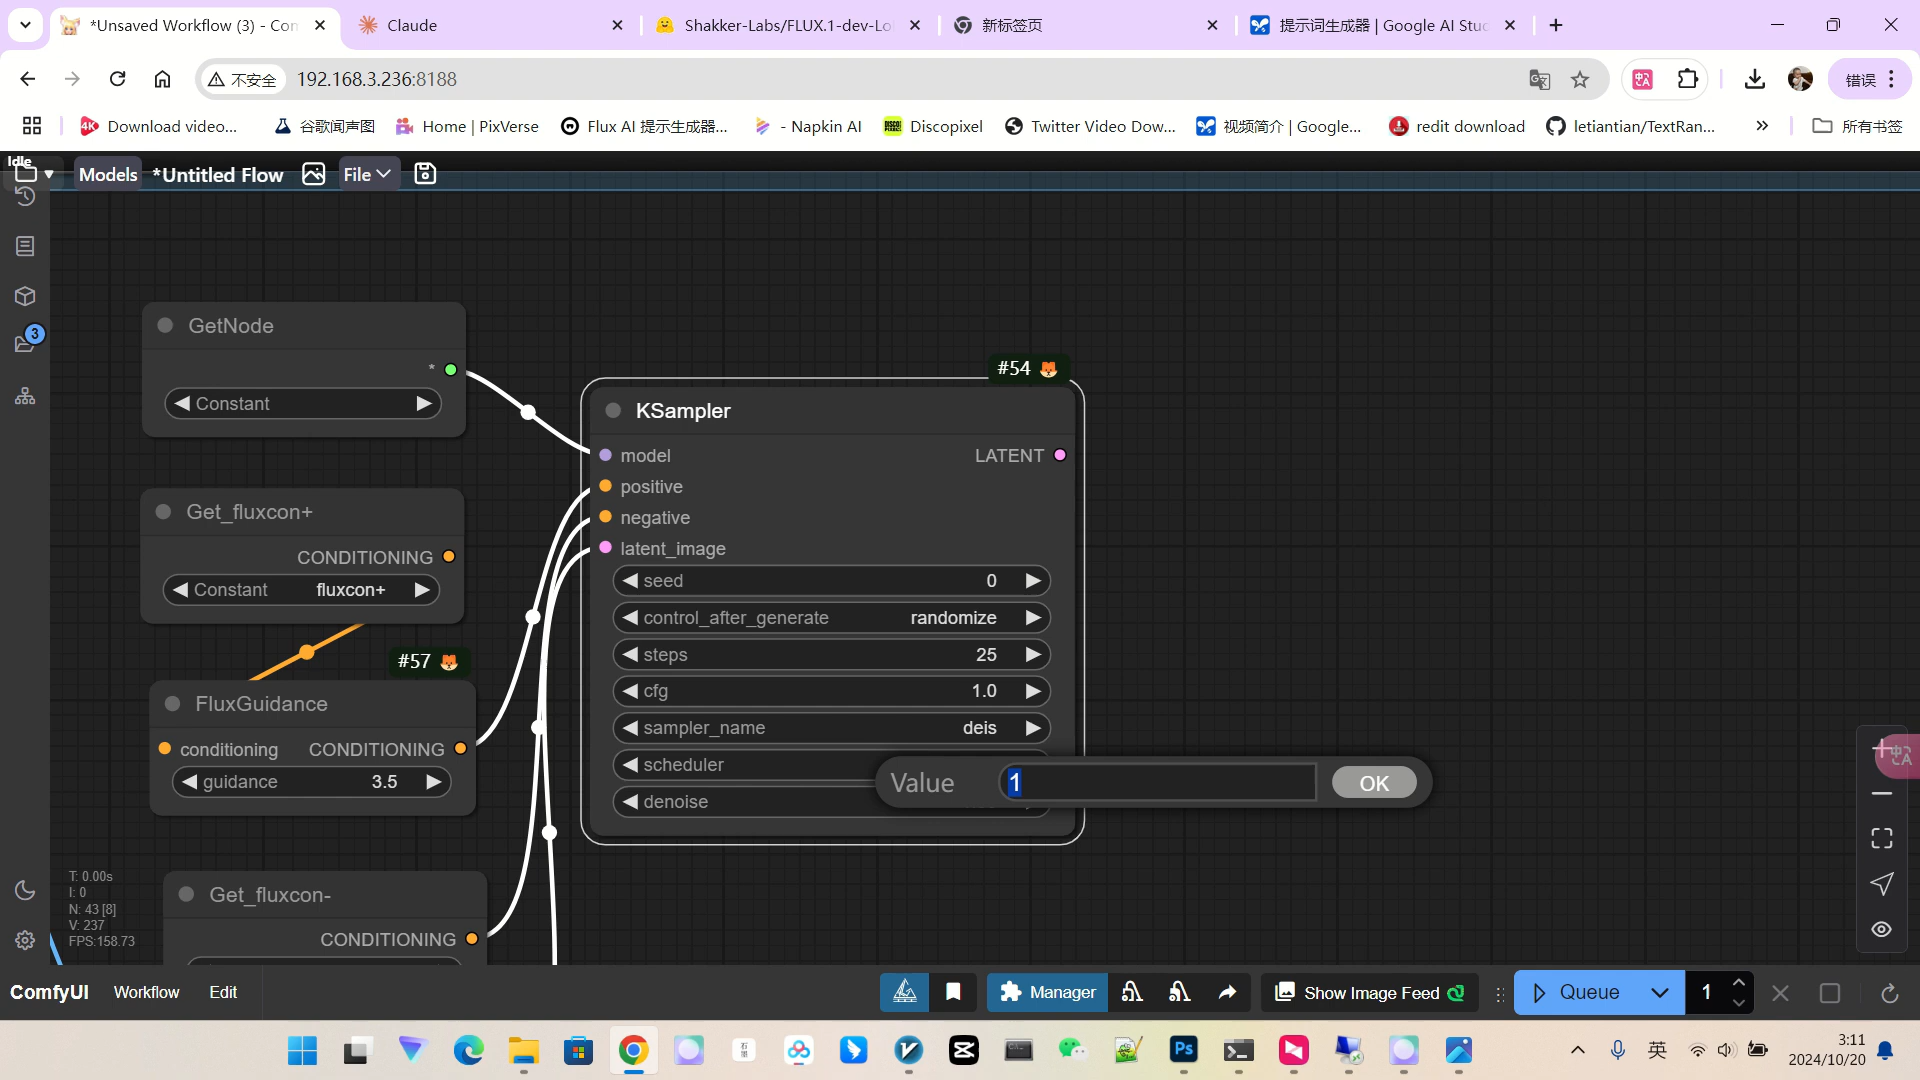 *Unsaved Workflow (3) - Con
Claude
Shakker-Labs/FLUX.1-dev-Lo
新标签页
提示词生成器 | Google AI Stud
不安全
192.168.3.236:8188
错误
4K Download video...
谷歌闻声图
Home | PixVerse
Flux AI 提示生成器...
- Napkin AI
Discopixel
Twitter Video Dow...
视频简介 | Google...
redit download
letiantian/TextRan...
所有书签
Idle
Models
*Untitled Flow
File
3
GetNode
*
Constant
#54
KSampler
model
LATENT
positive
negative
latent_image
seed 0
control_after_generate randomize
steps 25
cfg 1.0
sampler_name deis
scheduler
denoise
Value 1 OK
Get_fluxcon+
CONDITIONING
Constant fluxcon+
#57
FluxGuidance
conditioning CONDITIONING
guidance 3.5
Get_fluxcon-
CONDITIONING
T: 0.00s
I: 0
N: 43 [8]
V: 237
FPS:158.73
ComfyUI
Workflow
Edit
Manager
Show Image Feed
Queue
1
Ps
英
3:11
2024/10/20